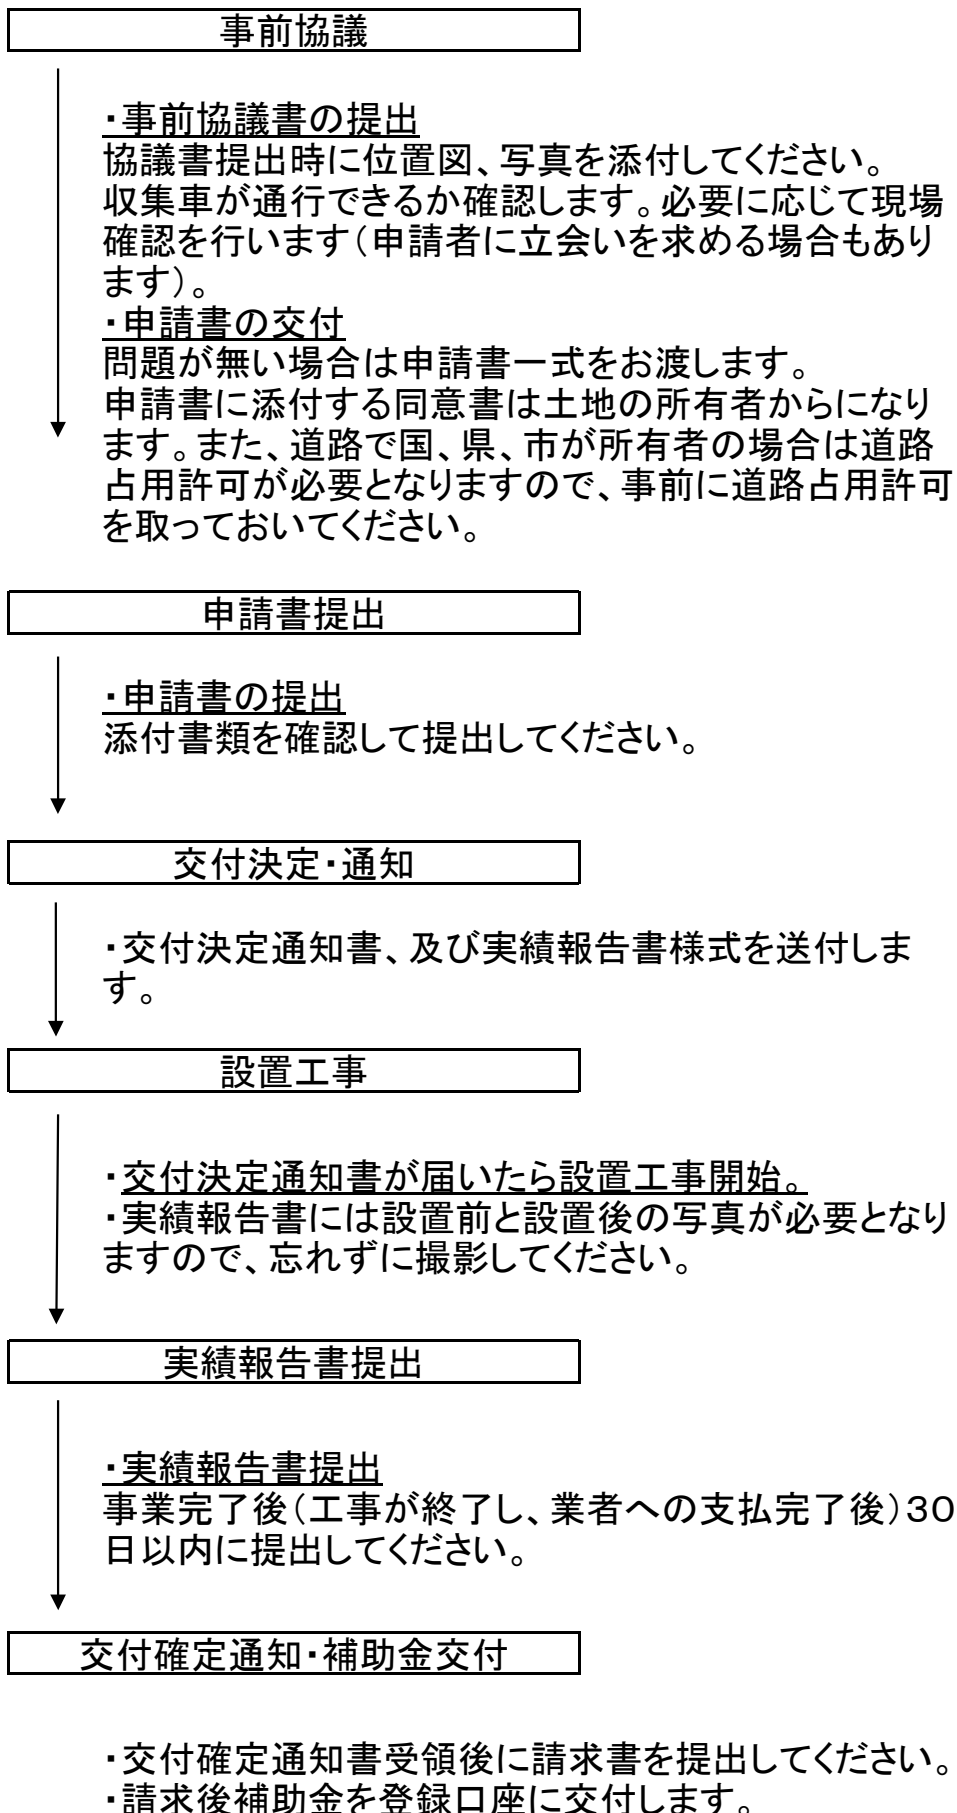 事前協議
・事前協議書の提出
協議書提出時に位置図、写真を添付してください。
収集車が通行できるか確認します。必要に応じて現場
確認を行います（申請者に立会いを求める場合もあり
ます）。
・申請書の交付
問題が無い場合は申請書一式をお渡します。
申請書に添付する同意書は土地の所有者からになり
ます。また、道路で国、県、市が所有者の場合は道路
占用許可が必要となりますので、事前に道路占用許可
を取っておいてください。
申請書提出
・申請書の提出
添付書類を確認して提出してください。
交付決定・通知
・交付決定通知書、及び実績報告書様式を送付しま
す。
設置工事
・交付決定通知書が届いたら設置工事開始。
・実績報告書には設置前と設置後の写真が必要となり
ますので、忘れずに撮影してください。
実績報告書提出
・実績報告書提出
事業完了後（工事が終了し、業者への支払完了後）３０
日以内に提出してください。
交付確定通知・補助金交付
・交付確定通知書受領後に請求書を提出してください。
・請求後補助金を登録口座に交付します。